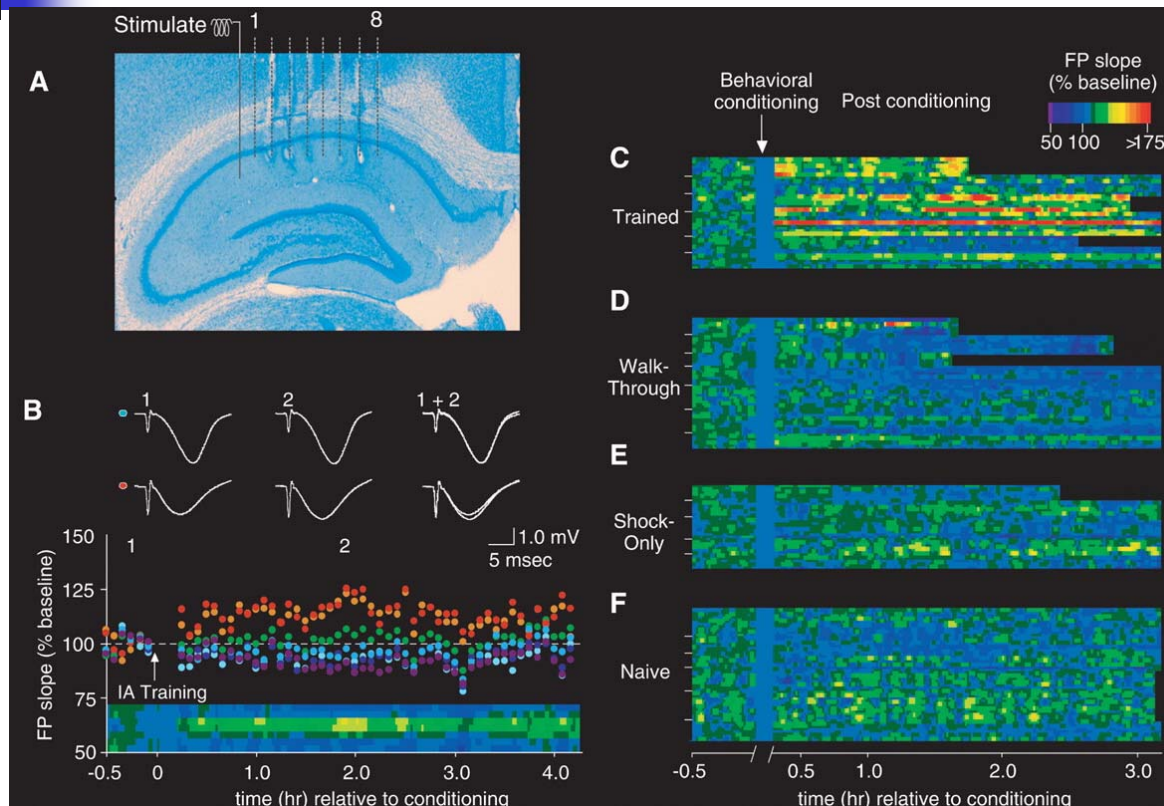 Stimulate 1 8
A
B
1 2 1 + 2
1.0 mV
5 msec
FP slope (% baseline)
150
125
100
75
50
1 2
IA Training
-0.5 0 1.0 2.0 3.0 4.0
time (hr) relative to conditioning
Behavioral
conditioning
Post conditioning
FP slope
(% baseline)
50 100 >175
C
Trained
D
Walk-
Through
E
Shock-
Only
F
Naive
-0.5 0.5 1.0 2.0 3.0
time (hr) relative to conditioning